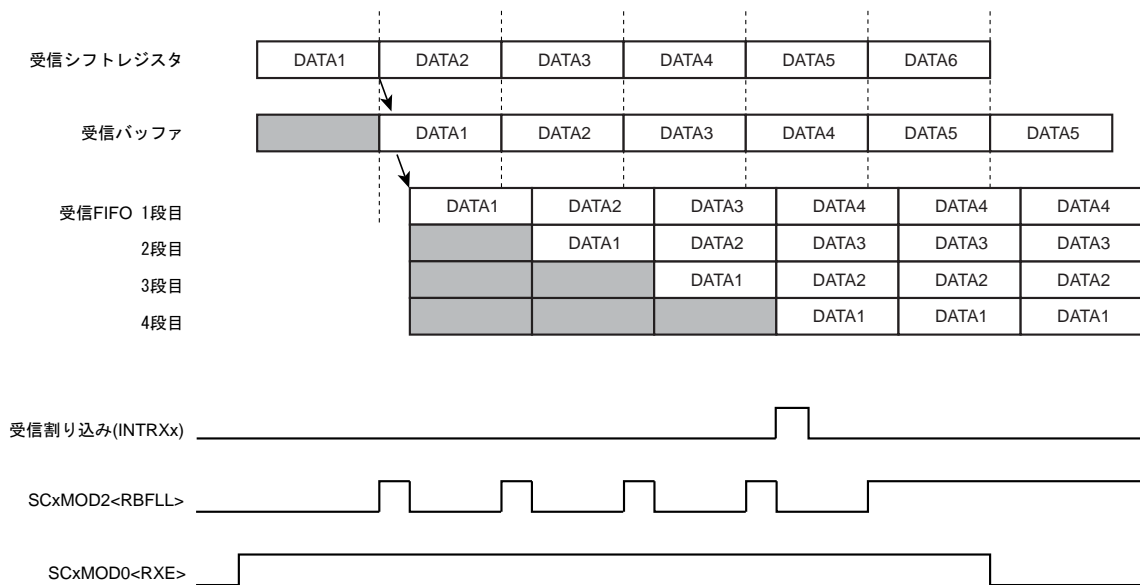 受信シフトレジスタ DATA1 DATA2 DATA3 DATA4 DATA5 DATA6
受信バッファ DATA1 DATA2 DATA3 DATA4 DATA5 DATA5
受信FIFO 1段目 DATA1 DATA2 DATA3 DATA4 DATA4 DATA4
2段目 DATA1 DATA2 DATA3 DATA3 DATA3
3段目 DATA1 DATA2 DATA2 DATA2
4段目 DATA1 DATA1 DATA1
受信割り込み(INTRXx)
SCxMOD2<RBFLL>
SCxMOD0<RXE>